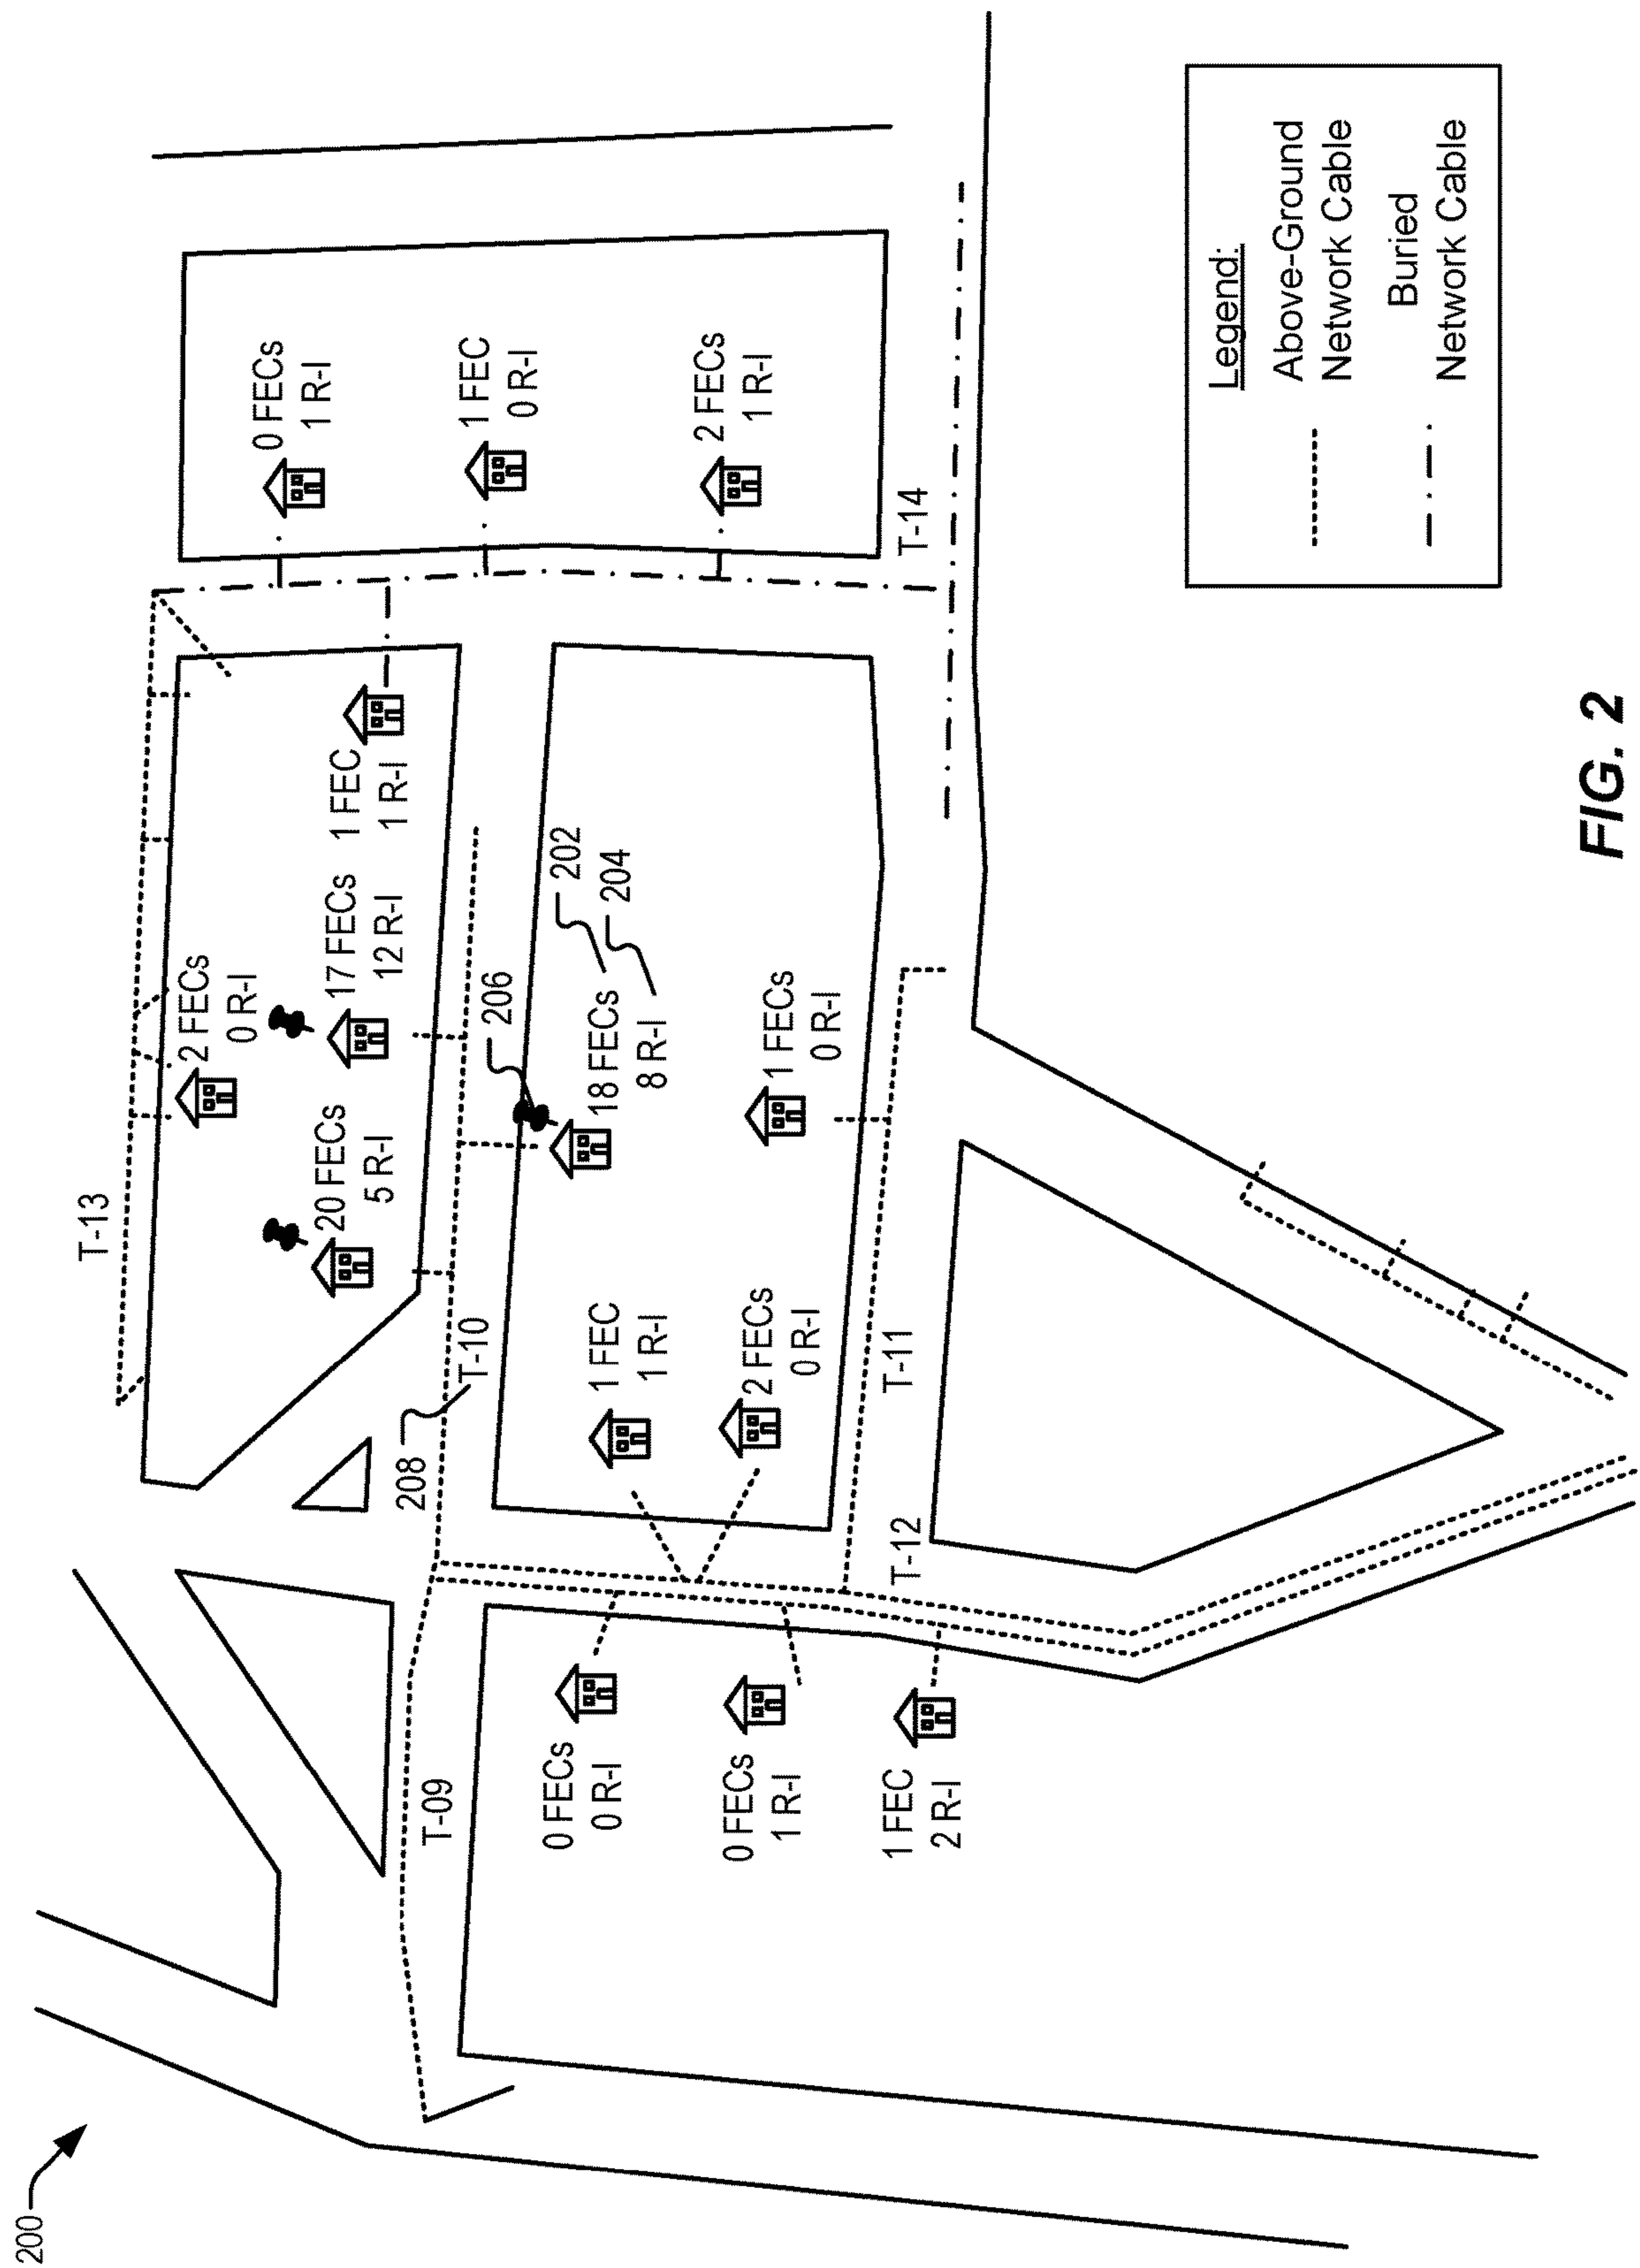 200
T-13
2 FECs
0 R-I
0 FECs
1 R-I
20 FECs
5 R-I
17 FECs
12 R-I
1 FEC
1 R-I
1 FEC
0 R-I
T-09
208
T-10
206
202
204
18 FECs
8 R-I
0 FECs
0 R-I
1 FEC
1 R-I
2 FECs
1 R-I
0 FECs
1 R-I
2 FECs
0 R-I
1 FECs
0 R-I
1 FEC
2 R-I
T-12
T-11
T-14
Legend:
Above-Ground
Network Cable
Buried
Network Cable
FIG. 2